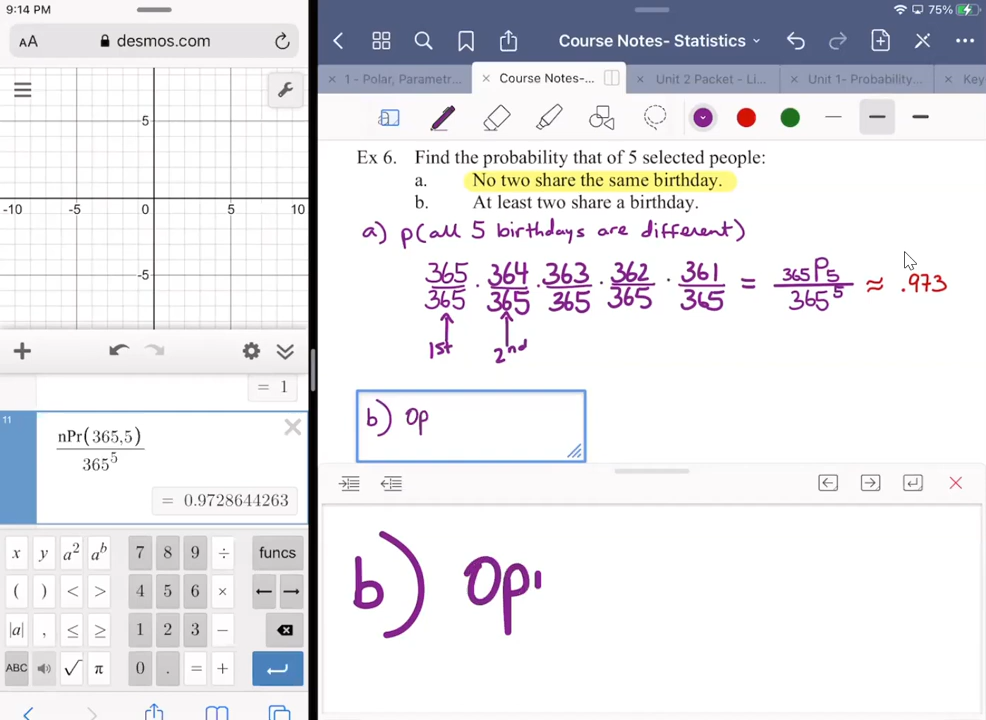 9:14 PM
75%
AA desmos.com
Course Notes- Statistics
1 - Polar, Parametr...
Course Notes-...
Unit 2 Packet - Li...
Unit 1- Probability...
Key
5
-10 -5 0 5 10
-5
= 1
11
nPr(365,5)
365^5
= 0.9728644263
x y a² a^b 7 8 9 ÷ funcs
( ) < > 4 5 6 × ← →
|a| , ≤ ≥ 1 2 3 −
ABC √ π 0 . = +
Ex 6. Find the probability that of 5 selected people:
a. No two share the same birthday.
b. At least two share a birthday.
a) p(all 5 birthdays are different)
365/365 · 364/365 · 363/365 · 362/365 · 361/365 = 365P5/365^5 ≈ .973
1st 2nd
b) Op
b) Op